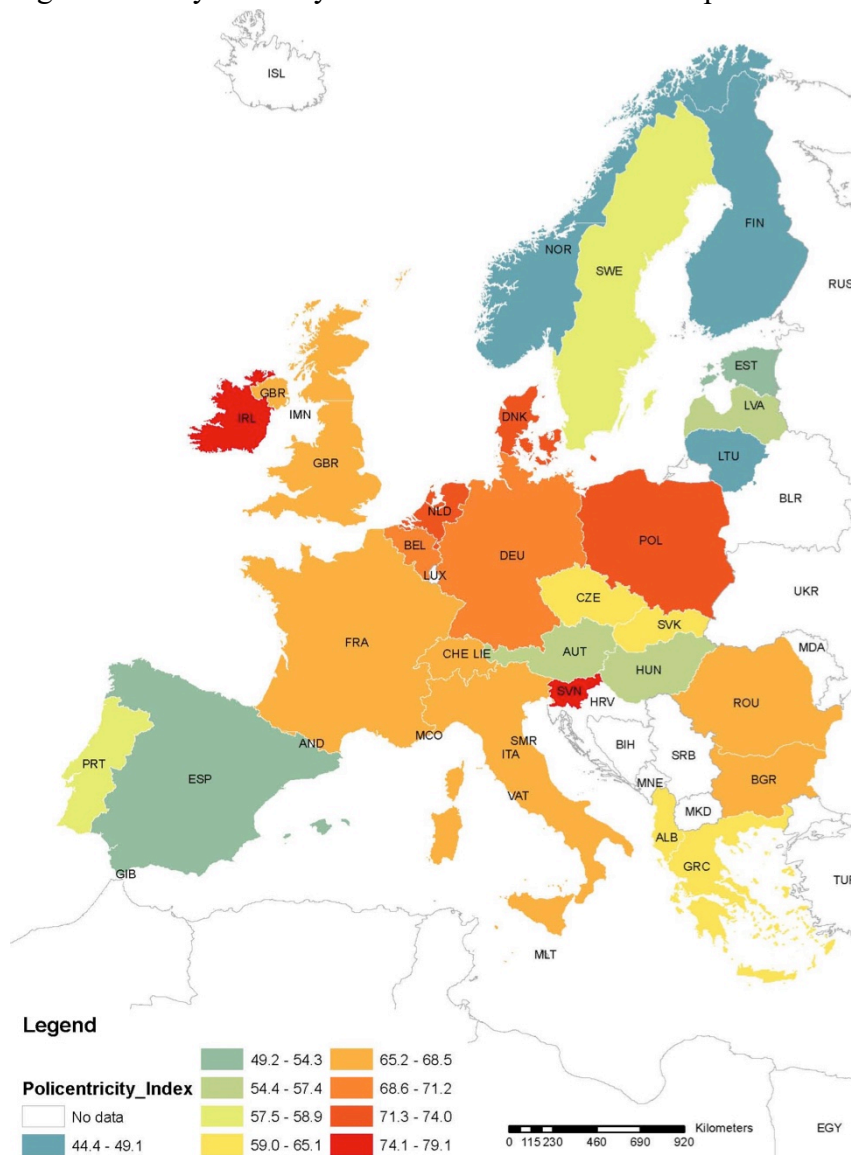 ISL
NOR
FIN
SWE
RUS
EST
LVA
DNK
LTU
GBR
IRL
IMN
GBR
BLR
NLD
POL
BEL
DEU
LUX
UKR
CZE
SVK
MDA
FRA
CHE LIE
AUT
HUN
SVN
HRV
ROU
MCO
SMR
AND
BIH
SRB
ITA
PRT
ESP
MNE
BGR
VAT
MKD
ALB
GRC
GIB
TUR
MLT
Legend
Policentricity_Index
No data
44.4 - 49.1
49.2 - 54.3
54.4 - 57.4
57.5 - 58.9
59.0 - 65.1
65.2 - 68.5
68.6 - 71.2
71.3 - 74.0
74.1 - 79.1
Kilometers
0 115 230 460 690 920
EGY